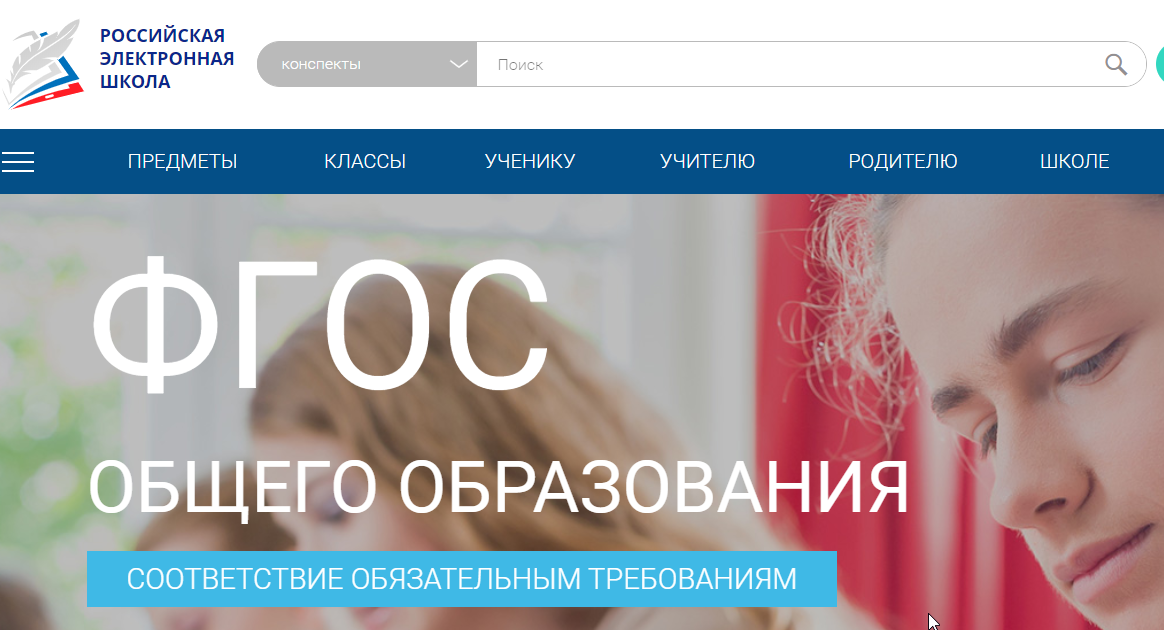 РОССИЙСКАЯ
ЭЛЕКТРОННАЯ
ШКОЛА
конспекты
Поиск
ПРЕДМЕТЫ КЛАССЫ УЧЕНИКУ УЧИТЕЛЮ РОДИТЕЛЮ ШКОЛЕ
ФГОС
ОБЩЕГО ОБРАЗОВАНИЯ
СООТВЕТСТВИЕ ОБЯЗАТЕЛЬНЫМ ТРЕБОВАНИЯМ